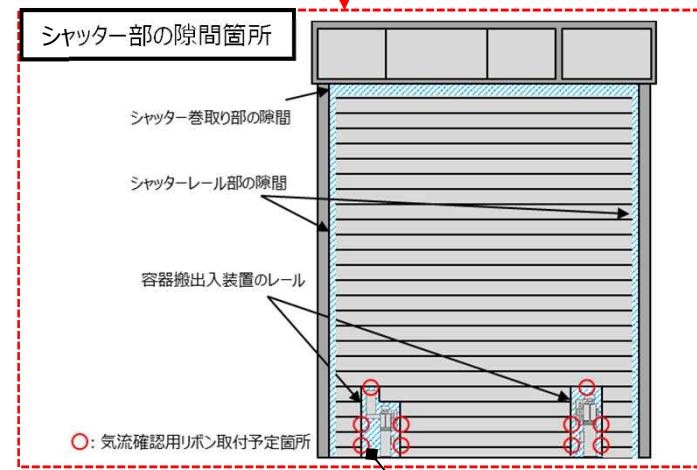 シャッター部の隙間箇所
シャッター巻取り部の隙間
シャッターレール部の隙間
容器搬出入装置のレール
○: 気流確認用リボン取付予定箇所